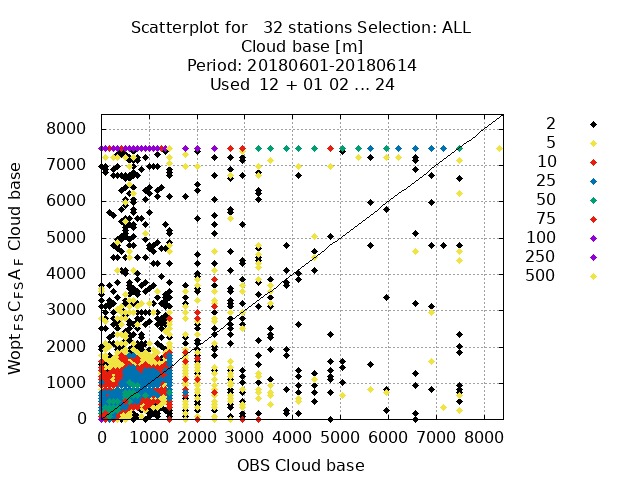 Scatterplot for 32 stations Selection: ALL
Cloud base [m]
Period: 20180601-20180614
Used 12 + 01 02 ... 24
Wopt FS C FS A F Cloud base
8000
7000
6000
5000
4000
3000
2000
1000
0
0 1000 2000 3000 4000 5000 6000 7000 8000
OBS Cloud base
2
5
10
25
50
75
100
250
500